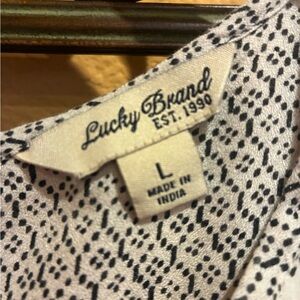 Lucky Brand
EST. 1990
L
MADE IN
INDIA